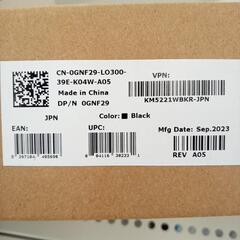 CN-0GNF29-LO300-
39E-K04W-A05
Made in China
DP/N 0GNF29
VPN:
KM5221WBKR-JPN
JPN
Color: Black
Mfg Date: Sep.2023
EAN:
UPC:
REV A05